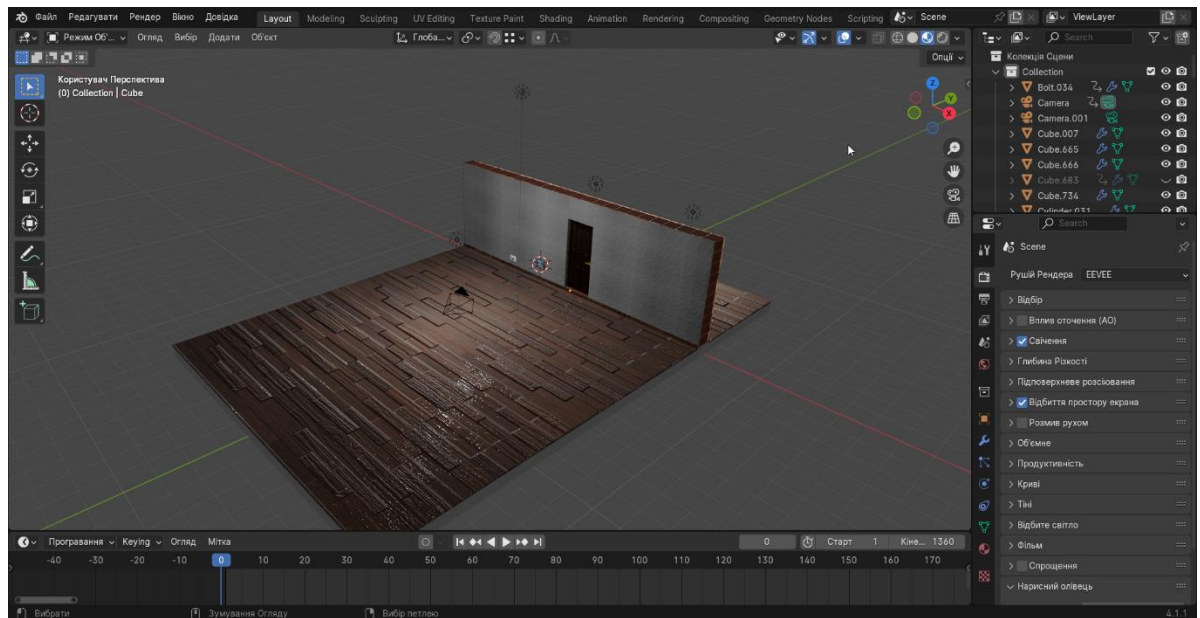 Файл Редагувати Рендер Вікно Довідка Layout Modeling Sculpting UV Editing Texture Paint Shading Animation Rendering Compositing Geometry Nodes Scripting Scene ViewLayer
Режим Об'... Огляд Вибір Додати Об'єкт Глоба... Search
Опції
Користувач Перспектива
(0) Collection | Cube
Z
Y
X
Колекція Сцени
Collection
Bolt.034
Camera
Camera.001
Cube.007
Cube.665
Cube.666
Cube.683
Cube.734
Cylinder.031
Search
Scene
Рушій Рендера EEVEE
Відбір
Вплив оточення (AO)
Свічення
Глибина Різкості
Підповерхневе розсіювання
Відбиття простору екрана
Розмив рухом
Об'ємне
Продуктивність
Криві
Тіні
Відбите світло
Фільм
Спрощення
Нарисний олівець
Програвання Keying Огляд Мітка 0 Старт 1 Кіне... 1360
-40 -30 -20 -10 0 10 20 30 40 50 60 70 80 90 100 110 120 130 140 150 160 170
Вибрати Зумування Огляду Вибір петлею 4.1.1